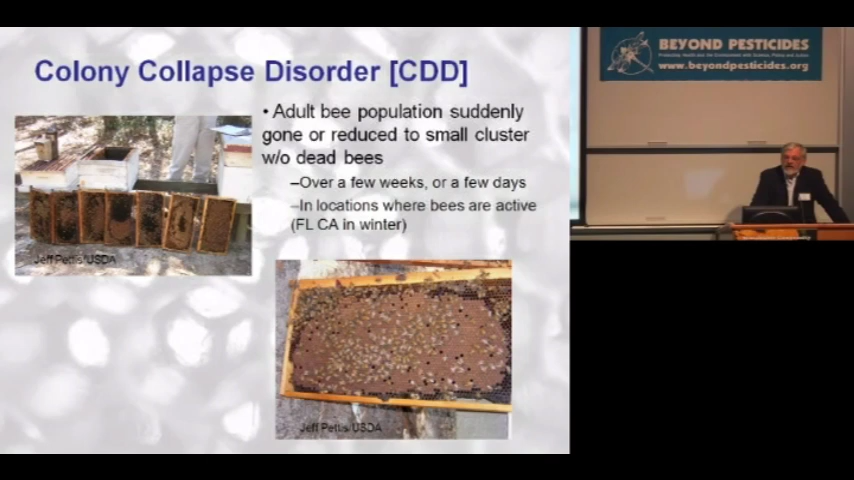 Colony Collapse Disorder [CDD]
• Adult bee population suddenly
gone or reduced to small cluster
w/o dead bees
–Over a few weeks, or a few days
–In locations where bees are active
(FL CA in winter)
Jeff Pettis/USDA
Jeff Pettis/USDA
BEYOND PESTICIDES
www.beyondpesticides.org